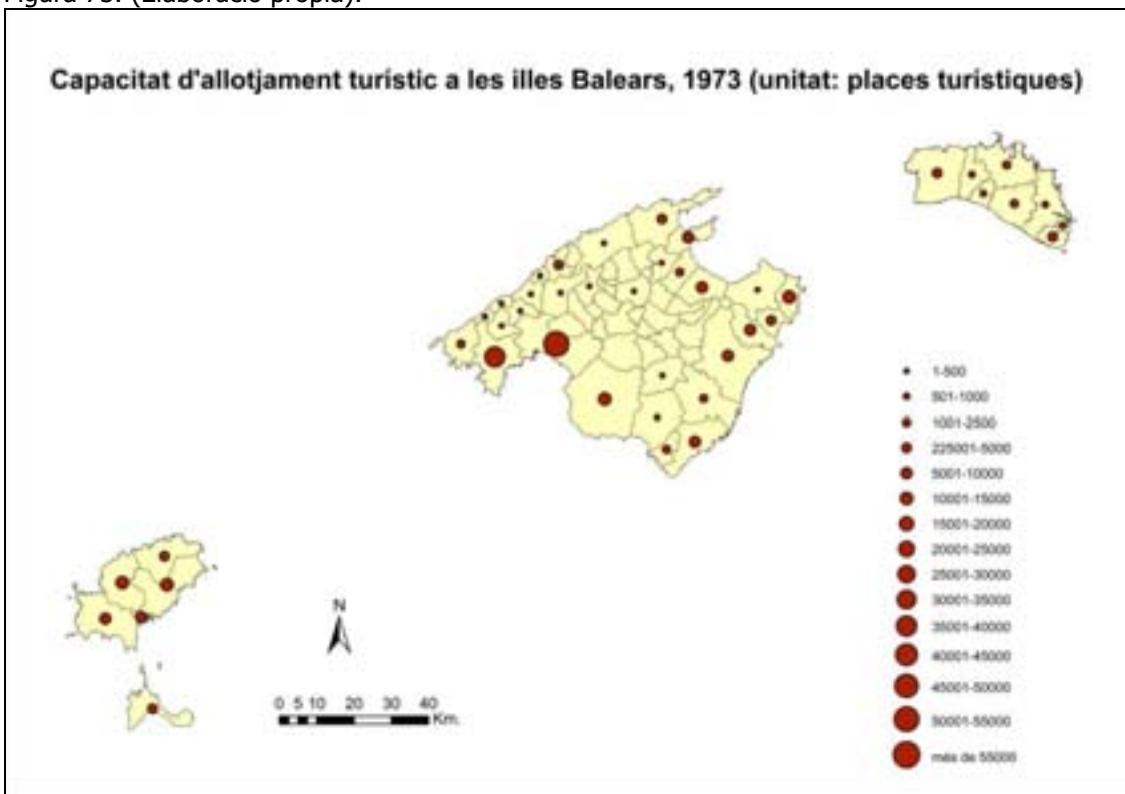 Figura 73. (Elaboració pròpia).
Capacitat d'allotjament turístic a les illes Balears, 1973 (unitat: places turístiques)
1-500
501-1000
1001-2500
225001-5000
5001-10000
10001-15000
15001-20000
20001-25000
25001-30000
30001-35000
35001-40000
40001-45000
45001-50000
50001-55000
més de 55000
N
0 5 10 20 30 40
Km.